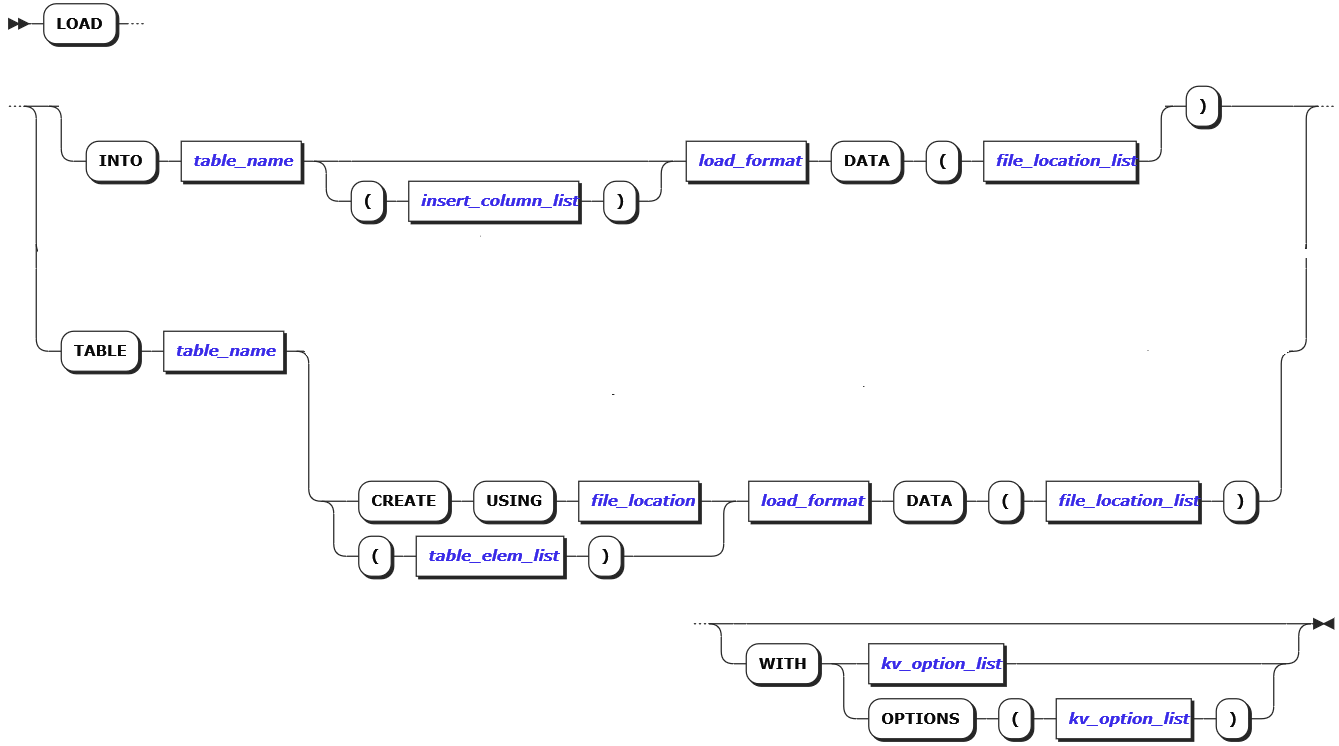 LOAD
)
INTO table_name load_format DATA ( file_location_list
( insert_column_list )
TABLE table_name
CREATE USING file_location load_format DATA ( file_location_list )
( table_elem_list )
WITH kv_option_list
OPTIONS ( kv_option_list )